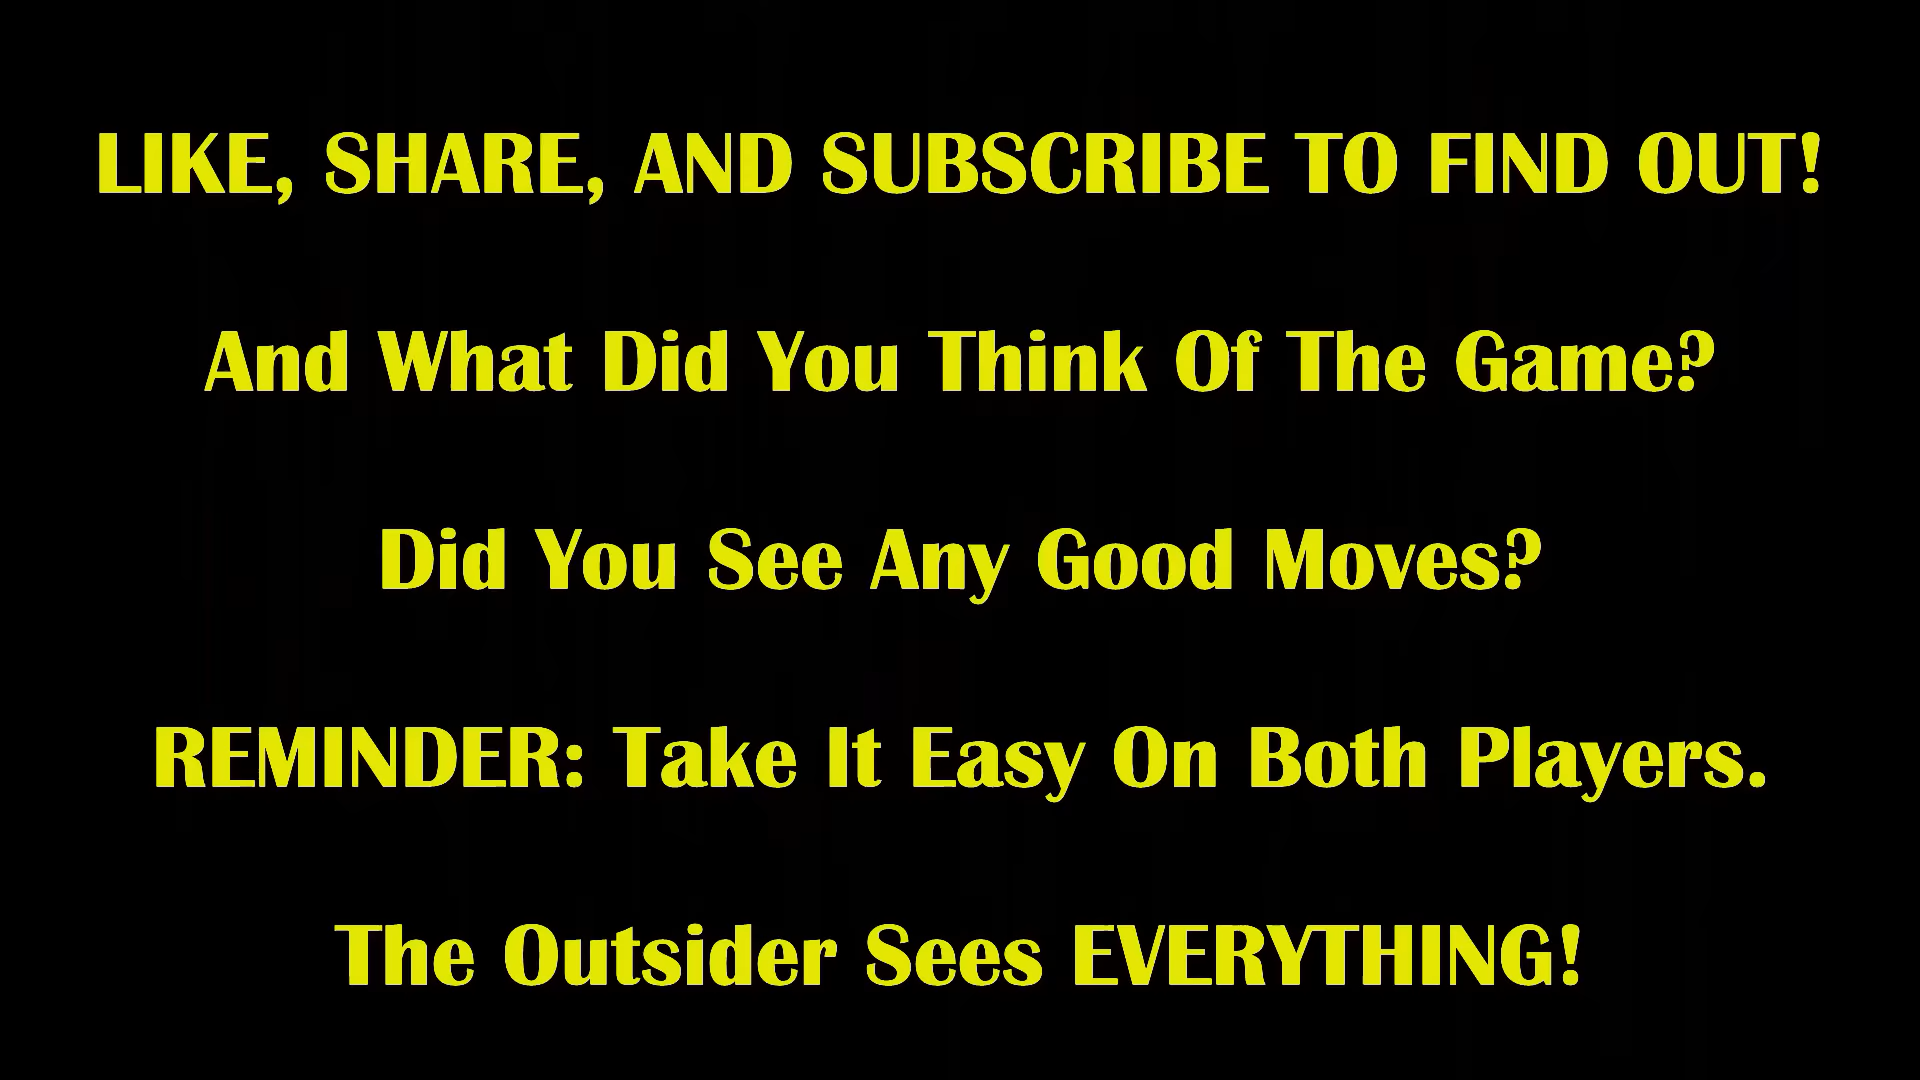 LIKE, SHARE, AND SUBSCRIBE TO FIND OUT!
And What Did You Think Of The Game?
Did You See Any Good Moves?
REMINDER: Take It Easy On Both Players.
The Outsider Sees EVERYTHING!